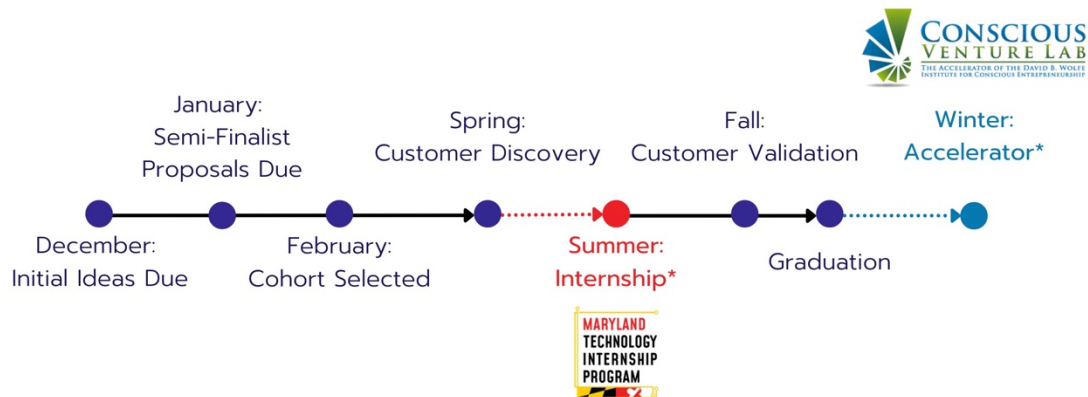 CONSCIOUS
VENTURE LAB
THE ACCELERATOR OF THE DAVID B. WOLFE
INSTITUTE FOR CONSCIOUS ENTREPRENEURSHIP
January:
Semi-Finalist
Proposals Due
Spring:
Customer Discovery
Fall:
Customer Validation
Winter:
Accelerator*
December:
Initial Ideas Due
February:
Cohort Selected
Summer:
Internship*
Graduation
MARYLAND
TECHNOLOGY
INTERNSHIP
PROGRAM